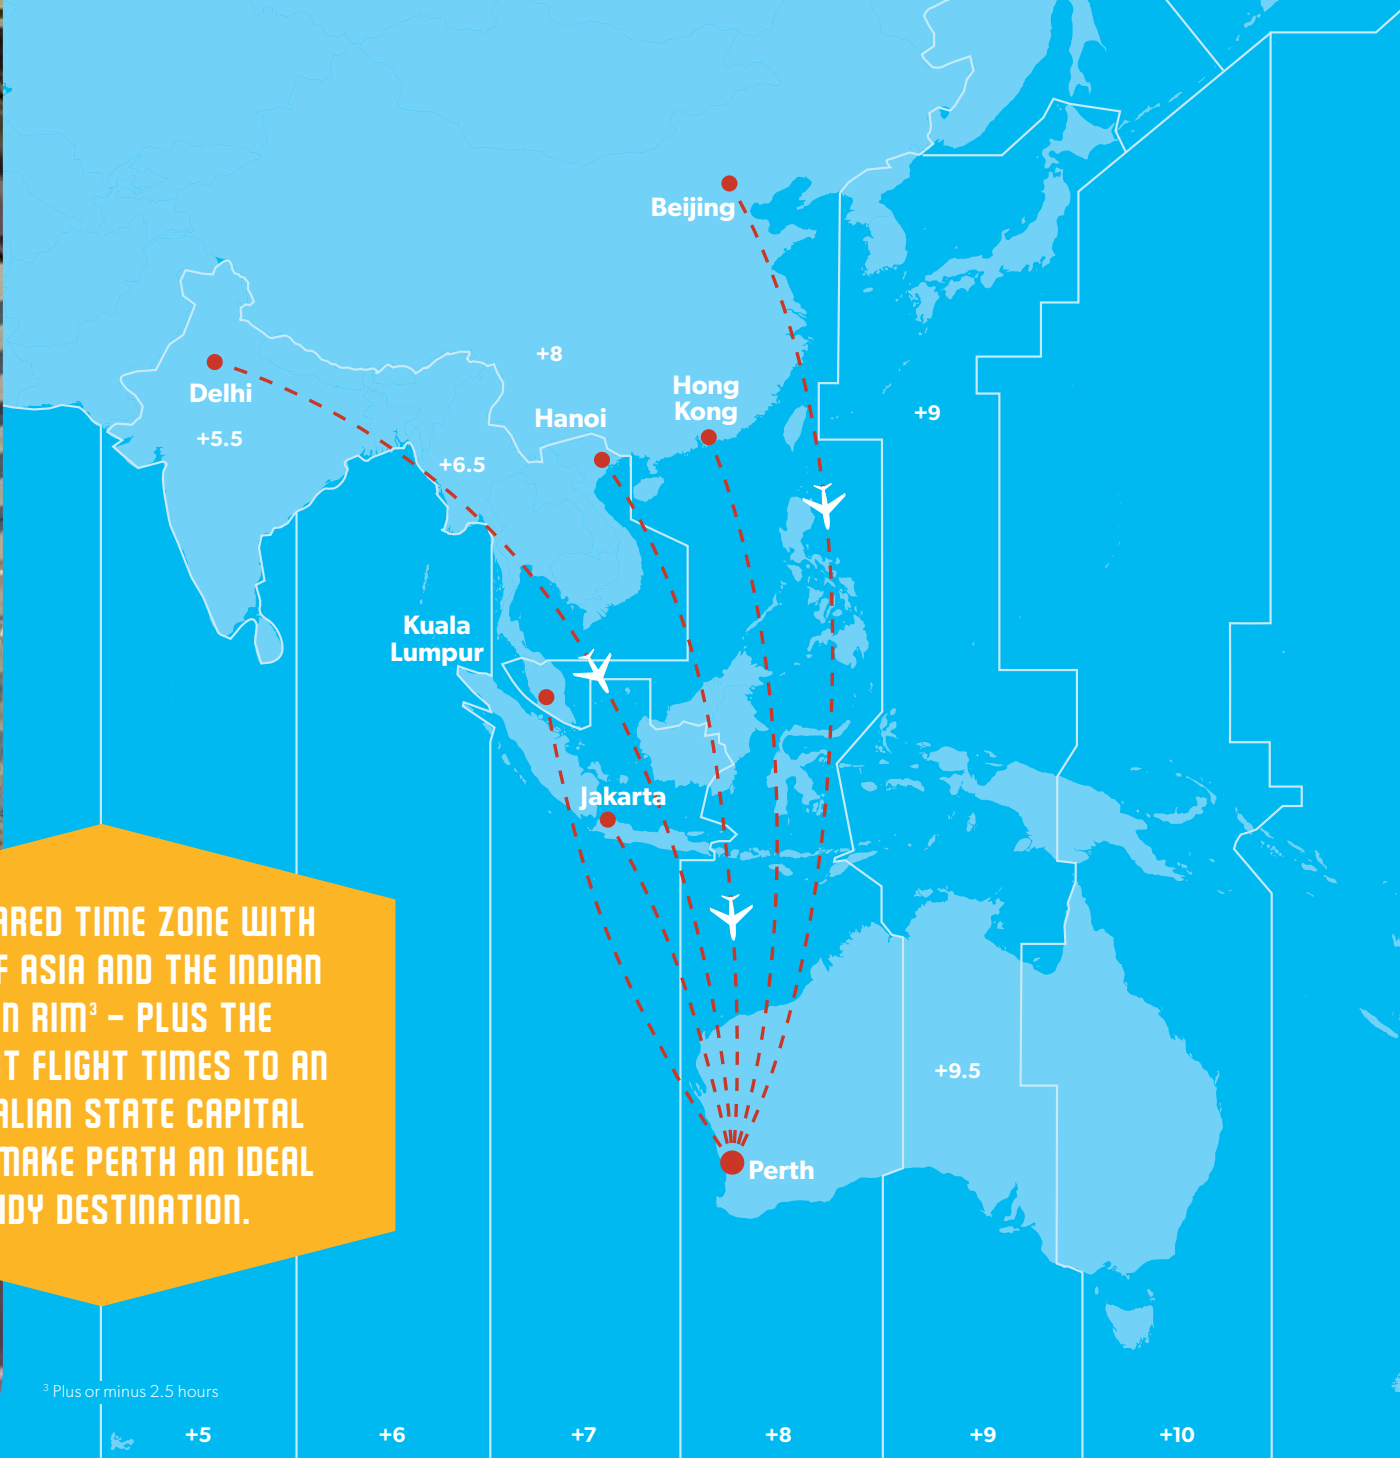 Beijing
Delhi
+5.5
+8
Hanoi
Hong
Kong
+9
+6.5
Kuala
Lumpur
Jakarta
ARED TIME ZONE WITH
F ASIA AND THE INDIAN
N RIM³ – PLUS THE
ST FLIGHT TIMES TO AN
ALIAN STATE CAPITAL
MAKE PERTH AN IDEAL
UDY DESTINATION.
+9.5
Perth
³ Plus or minus 2.5 hours
+5
+6
+7
+8
+9
+10